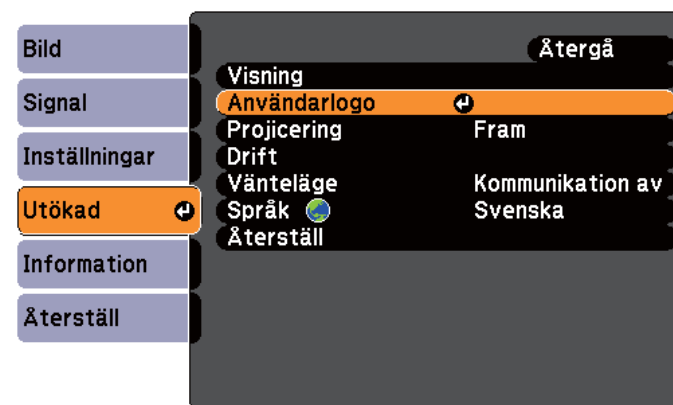 Bild
Signal
Inställningar
Utökad
Information
Återställ
Återgå
Visning
Användarlogo
Projicering Fram
Drift
Vänteläge Kommunikation av
Språk Svenska
Återställ